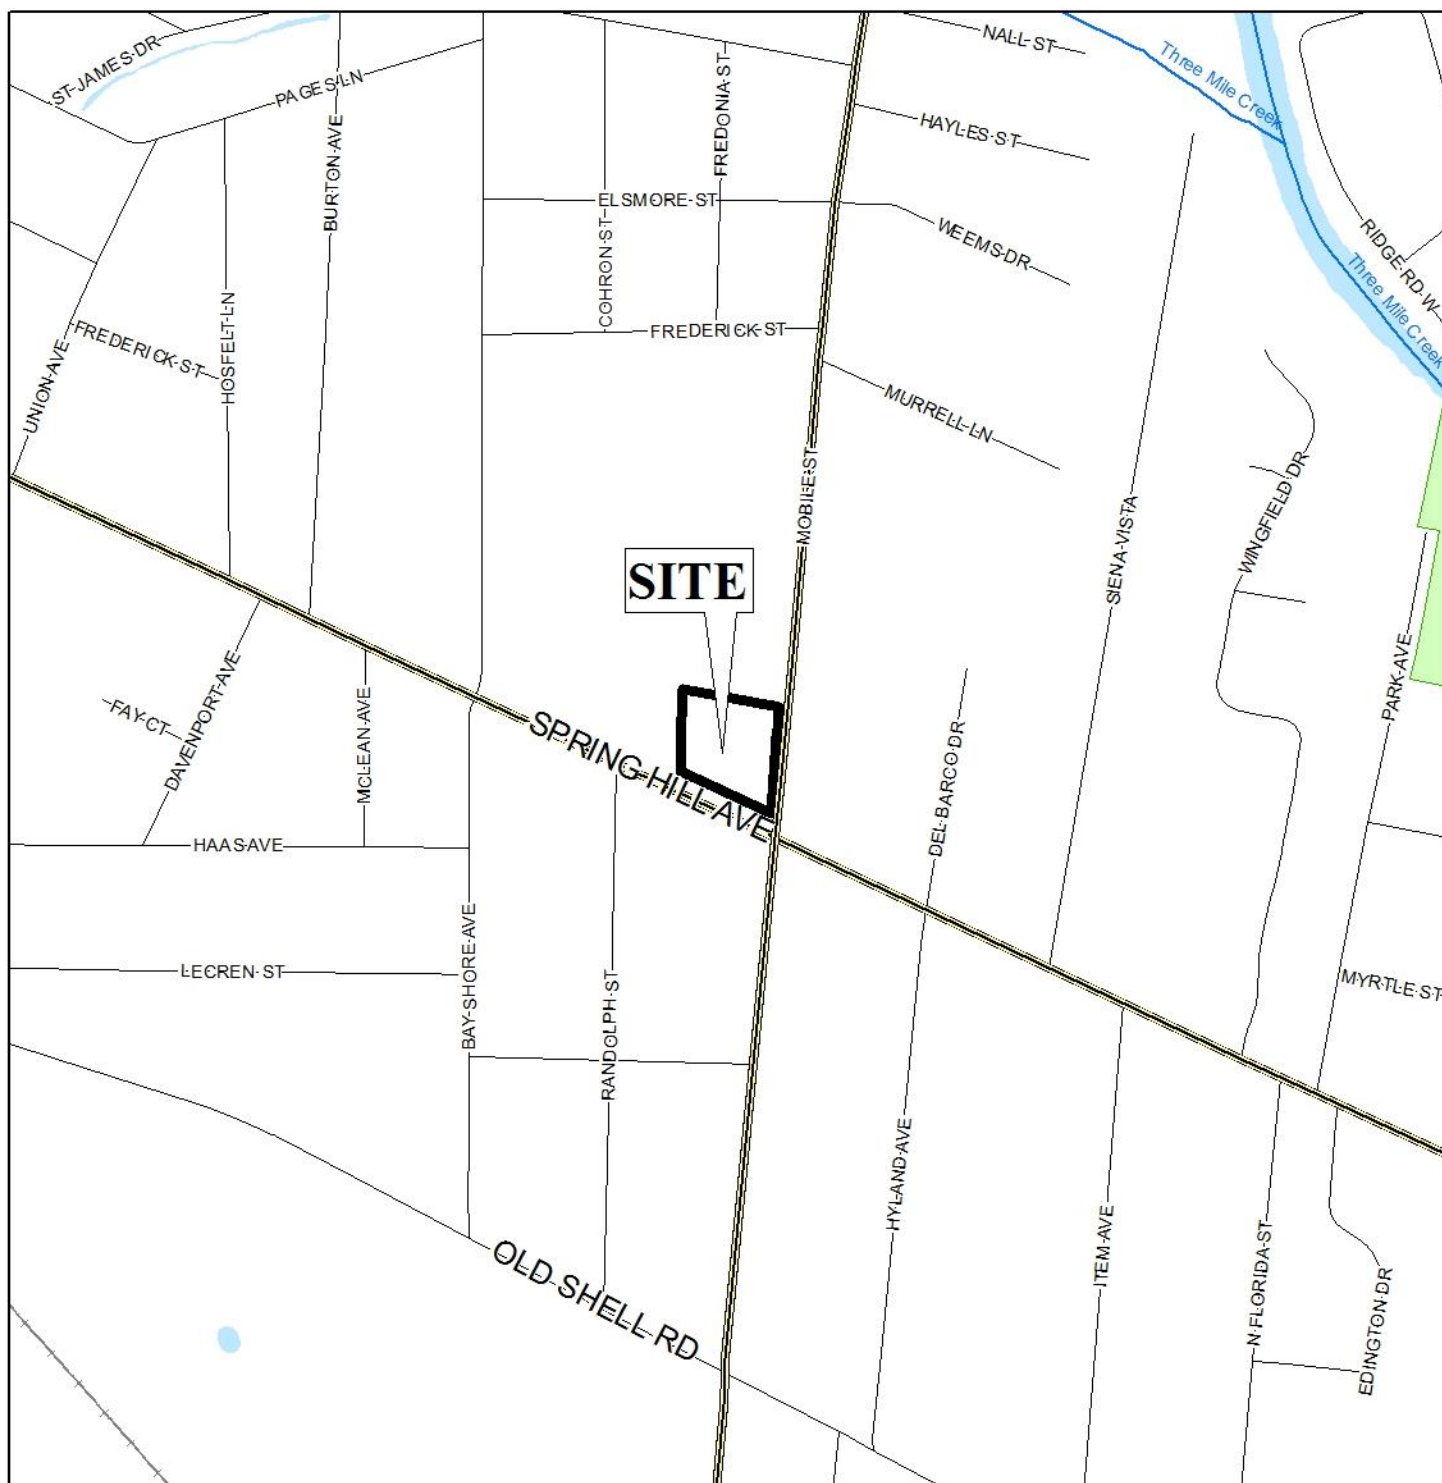 NALL ST
ST JAMES DR
PAGES LN
Three Mile Creek
HAYLES ST
FREDONIA ST
BURTON AVE
ELSMORE ST
WEEMS DR
COHRON ST
RIDGE RD W
Three Mile Creek
HOSFELT LN
FREDERICK ST
FREDERICK ST
UNION AVE
MURRELL LN
MOBILE ST
WINGFIELD DR
SIENA VISTA
SITE
PARK AVE
FAY CT
DAVENPORT AVE
MCLEAN AVE
SPRING HILL AVE
DEL BARCO DR
HAAS AVE
BAY SHORE AVE
LECREN ST
MYRTLE ST
RANDOLPH ST
HYLAND AVE
ITEM AVE
N FLORIDA ST
OLD SHELL RD
EDINGTON DR